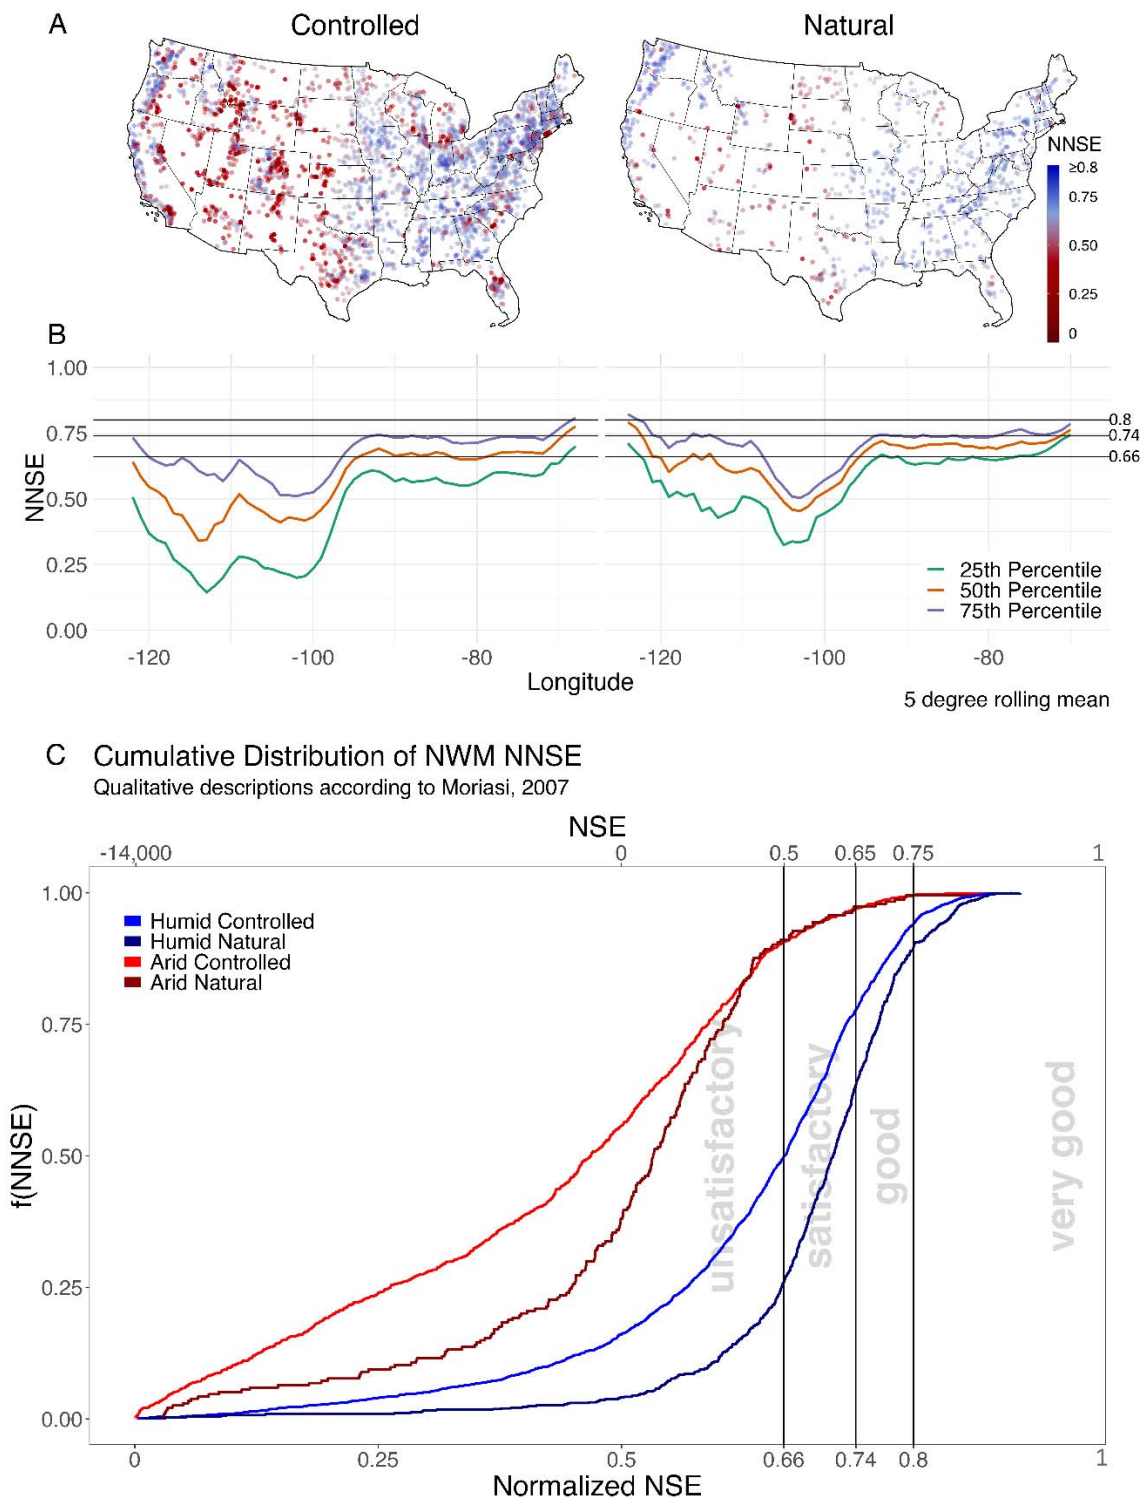 A
Controlled
Natural
NNSE
≥0.8
0.75
0.50
0.25
0
B
1.00
0.75
0.50
0.25
0.00
NNSE
0.8
0.74
0.66
25th Percentile
50th Percentile
75th Percentile
-120 -100 -80 -120 -100 -80
Longitude
5 degree rolling mean
C Cumulative Distribution of NWM NNSE
Qualitative descriptions according to Moriasi, 2007
NSE
-14,000 0 0.5 0.65 0.75 1
1.00
0.75
0.50
0.25
0.00
f(NNSE)
Humid Controlled
Humid Natural
Arid Controlled
Arid Natural
unsatisfactory
satisfactory
good
very good
0 0.25 0.5 0.66 0.74 0.8 1
Normalized NSE